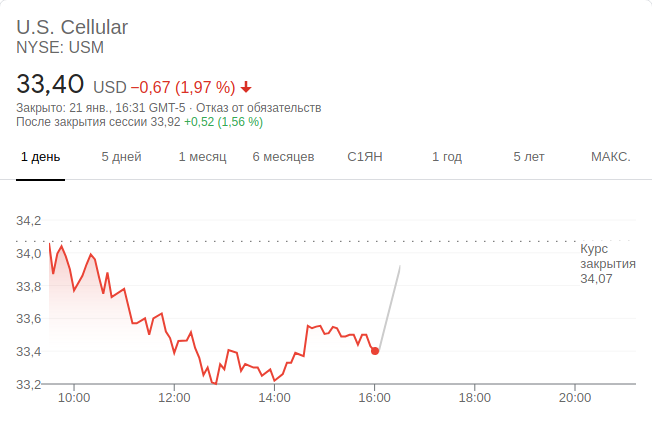 U.S. Cellular
NYSE: USM
33,40 USD −0,67 (1,97 %)
Закрыто: 21 янв., 16:31 GMT-5 · Отказ от обязательств
После закрытия сессии 33,92 +0,52 (1,56 %)
1 день 5 дней 1 месяц 6 месяцев С1ЯН 1 год 5 лет МАКС.
34,2
34,0
33,8
33,6
33,4
33,2
Курс
закрытия
34,07
10:00 12:00 14:00 16:00 18:00 20:00